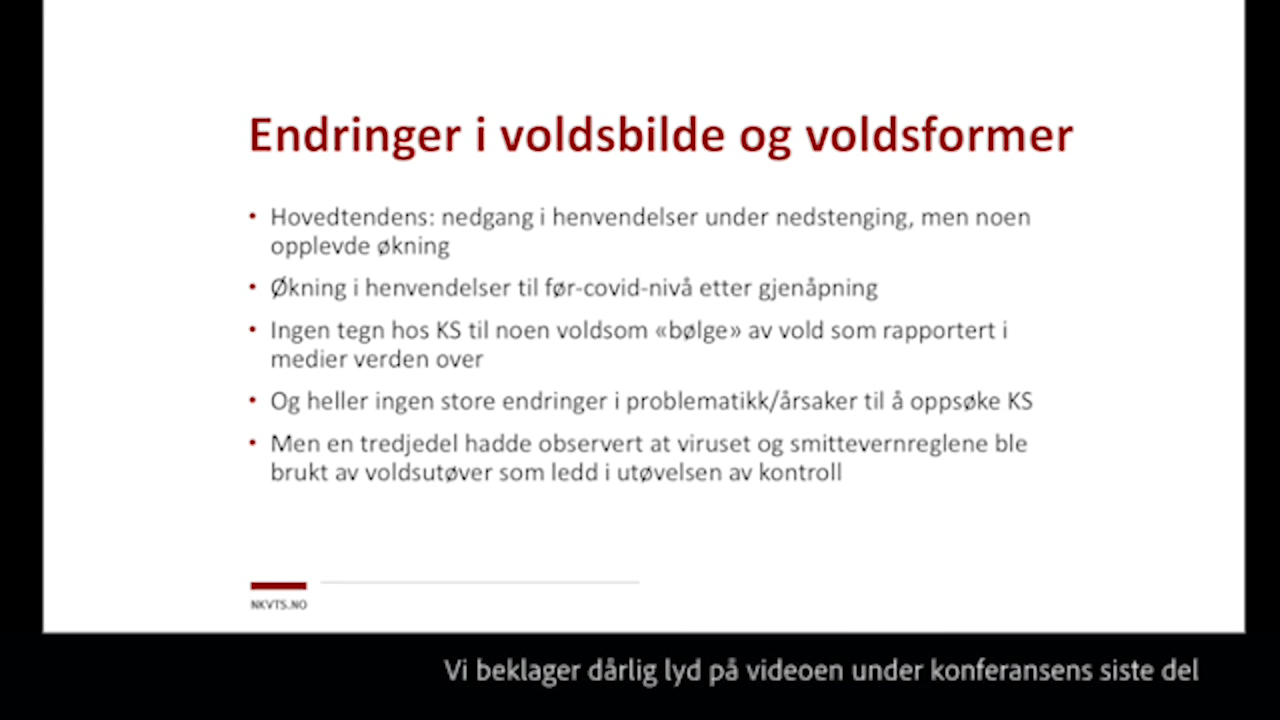 Endringer i voldsbilde og voldsformer
• Hovedtendens: nedgang i henvendelser under nedstenging, men noen
opplevde økning
• Økning i henvendelser til før-covid-nivå etter gjenåpning
• Ingen tegn hos KS til noen voldsom «bølge» av vold som rapportert i
medier verden over
• Og heller ingen store endringer i problematikk/årsaker til å oppsøke KS
• Men en tredjedel hadde observert at viruset og smittevernreglene ble
brukt av voldsutøver som ledd i utøvelsen av kontroll
NKVTS.NO
Vi beklager dårlig lyd på videoen under konferansens siste del